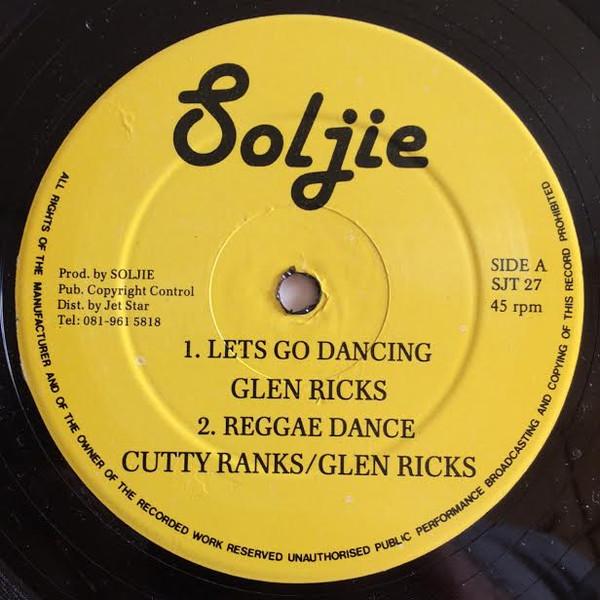 Soljie
Prod. by SOLJIE
Pub. Copyright Control
Dist. by Jet Star
Tel: 081-961 5818
SIDE A
SJT 27
45 rpm
1. LETS GO DANCING
GLEN RICKS
2. REGGAE DANCE
CUTTY RANKS/GLEN RICKS
ALL RIGHTS OF THE MANUFACTURER AND OF THE OWNER OF THE RECORDED WORK RESERVED UNAUTHORISED PUBLIC PERFORMANCE BROADCASTING AND COPYING OF THIS RECORD PROHIBITED